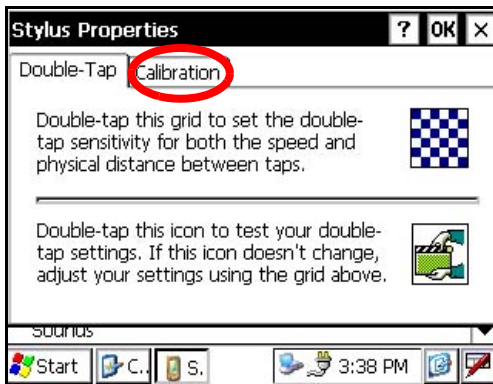 Stylus Properties ? OK ×
Double-Tap Calibration
Double-tap this grid to set the double-
tap sensitivity for both the speed and
physical distance between taps.
Double-tap this icon to test your double-
tap settings. If this icon doesn't change,
adjust your settings using the grid above.
Sounds
Start C.. S. 3:38 PM